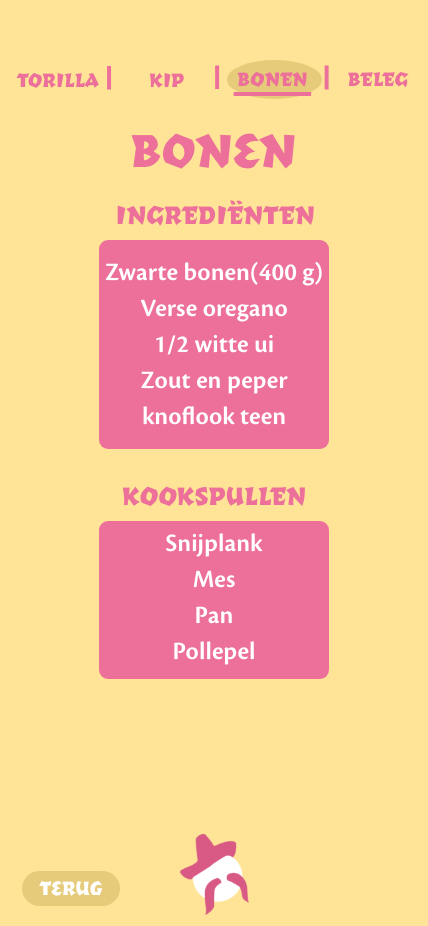 TORILLA | KIP | BONEN | BELEG
BONEN
INGREDIËNTEN
Zwarte bonen(400 g)
Verse oregano
1/2 witte ui
Zout en peper
knoflook teen
KOOKSPULLEN
Snijplank
Mes
Pan
Pollepel
TERUG